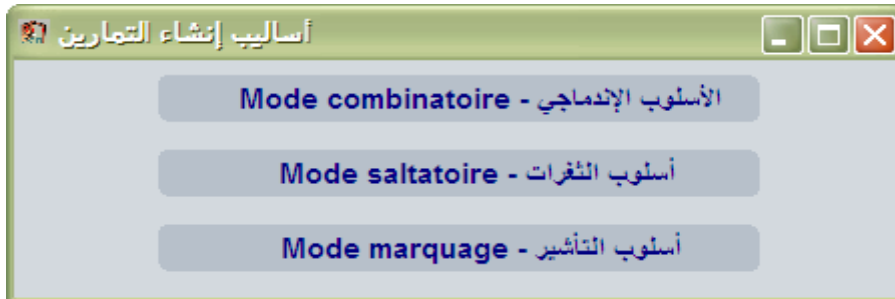 أساليب إنشاء التمارين
الأسلوب الإندماجي - Mode combinatoire
أسلوب الثغرات - Mode saltatoire
أسلوب التأشير - Mode marquage